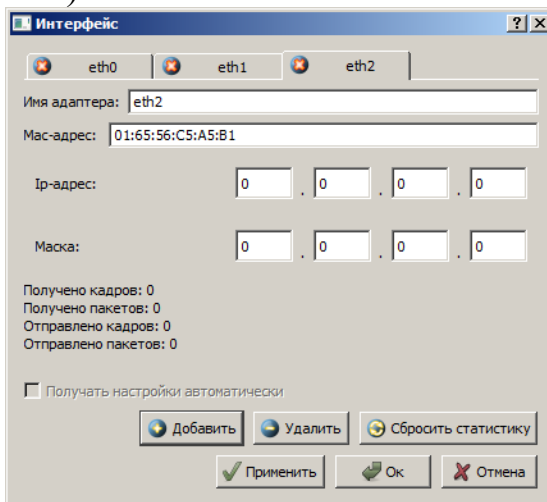 Интерфейс
eth0 eth1 eth2
Имя адаптера: eth2
Mac-адрес: 01:65:56:C5:A5:B1
Ip-адрес: 0 . 0 . 0 . 0
Маска: 0 . 0 . 0 . 0
Получено кадров: 0
Получено пакетов: 0
Отправлено кадров: 0
Отправлено пакетов: 0
Получать настройки автоматически
Добавить Удалить Сбросить статистику
Применить Ок Отмена